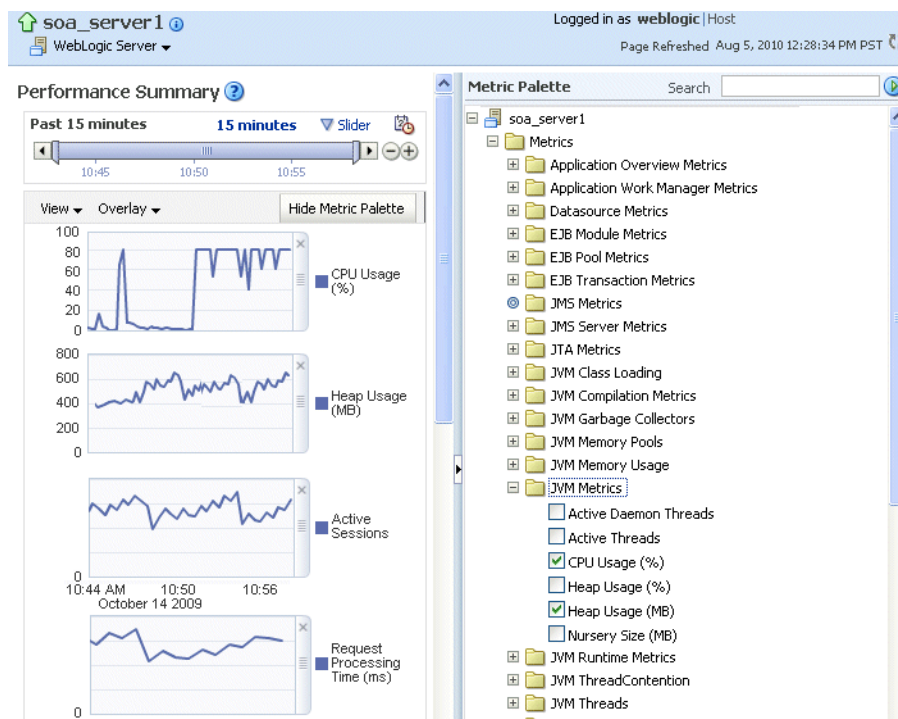 soa_server1
Logged in as weblogic|Host
WebLogic Server
Page Refreshed Aug 5, 2010 12:28:34 PM PST
Performance Summary
Past 15 minutes
15 minutes
Slider
10:45
10:50
10:55
View
Overlay
Hide Metric Palette
100
80
60
40
20
0
CPU Usage
(%)
800
600
400
200
0
Heap Usage
(MB)
0
10:44 AM
10:50
10:56
October 14 2009
Active
Sessions
0
Request
Processing
Time (ms)
Metric Palette
Search
soa_server1
Metrics
Application Overview Metrics
Application Work Manager Metrics
Datasource Metrics
EJB Module Metrics
EJB Pool Metrics
EJB Transaction Metrics
JMS Metrics
JMS Server Metrics
JTA Metrics
JVM Class Loading
JVM Compilation Metrics
JVM Garbage Collectors
JVM Memory Pools
JVM Memory Usage
JVM Metrics
Active Daemon Threads
Active Threads
CPU Usage (%)
Heap Usage (%)
Heap Usage (MB)
Nursery Size (MB)
JVM Runtime Metrics
JVM ThreadContention
JVM Threads